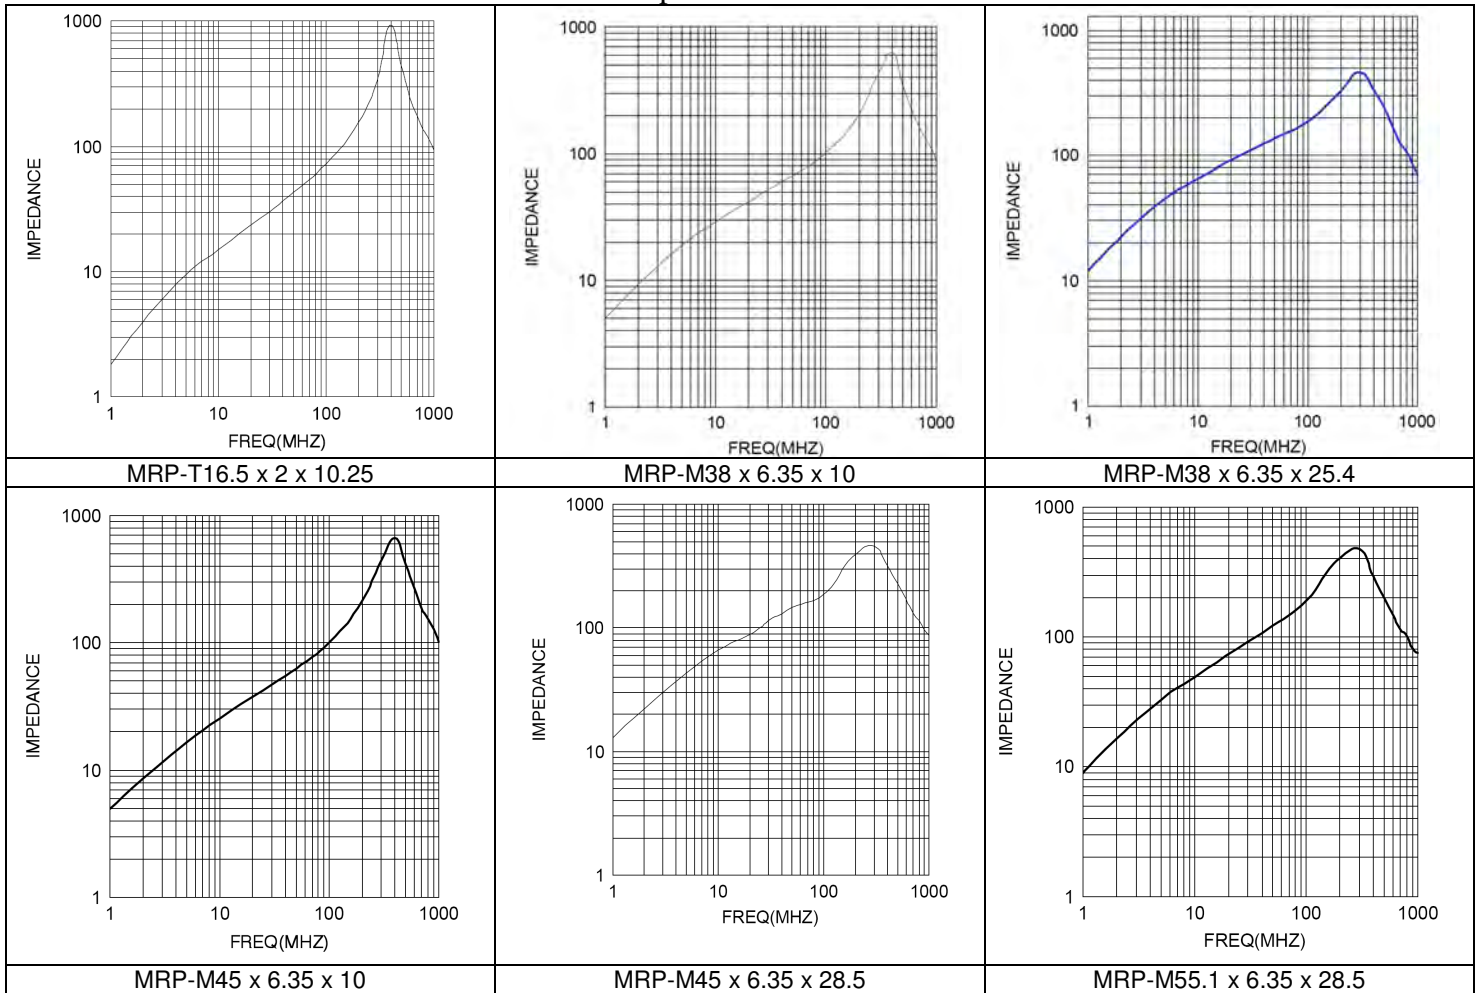 1000
100
10
1
IMPEDANCE
1 10 100 1000
FREQ(MHZ)
MRP-T16.5 x 2 x 10.25
1000
100
10
1
IMPEDANCE
1 10 100 1000
FREQ(MHZ)
MRP-M38 x 6.35 x 10
1000
100
10
1
IMPEDANCE
1 10 100 1000
FREQ(MHZ)
MRP-M38 x 6.35 x 25.4
1000
100
10
1
IMPEDANCE
1 10 100 1000
FREQ(MHZ)
MRP-M45 x 6.35 x 10
1000
100
10
1
IMPEDANCE
1 10 100 1000
FREQ(MHZ)
MRP-M45 x 6.35 x 28.5
1000
100
10
1
IMPEDANCE
1 10 100 1000
FREQ(MHZ)
MRP-M55.1 x 6.35 x 28.5